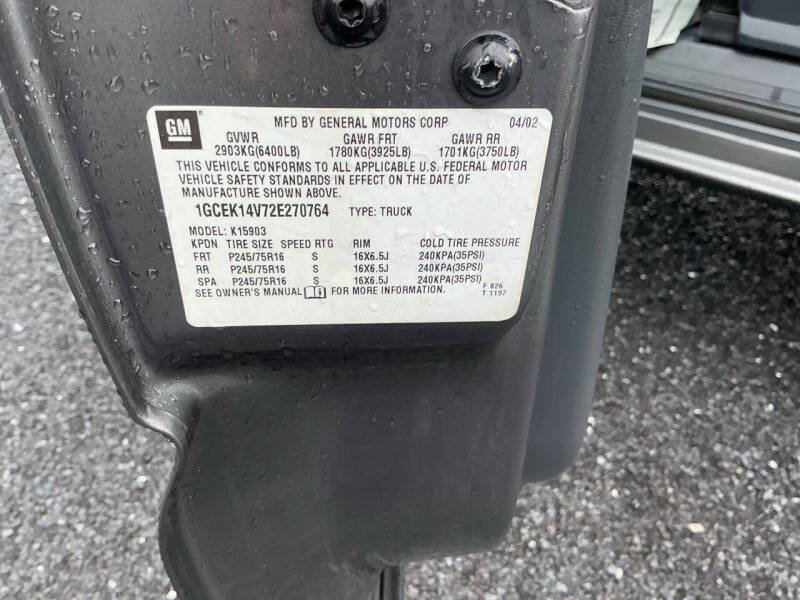 GM MFD BY GENERAL MOTORS CORP 04/02
GVWR GAWR FRT GAWR RR
2903KG(6400LB) 1780KG(3925LB) 1701KG(3750LB)
THIS VEHICLE CONFORMS TO ALL APPLICABLE U.S. FEDERAL MOTOR
VEHICLE SAFETY STANDARDS IN EFFECT ON THE DATE OF
MANUFACTURE SHOWN ABOVE.
1GCEK14V72E270764 TYPE: TRUCK
MODEL: K15903
KPDN TIRE SIZE SPEED RTG RIM COLD TIRE PRESSURE
FRT P245/75R16 S 16X6.5J 240KPA(35PSI)
RR P245/75R16 S 16X6.5J 240KPA(35PSI)
SPA P245/75R16 S 16X6.5J 240KPA(35PSI)
SEE OWNER'S MANUAL FOR MORE INFORMATION.
F 826
T 1197